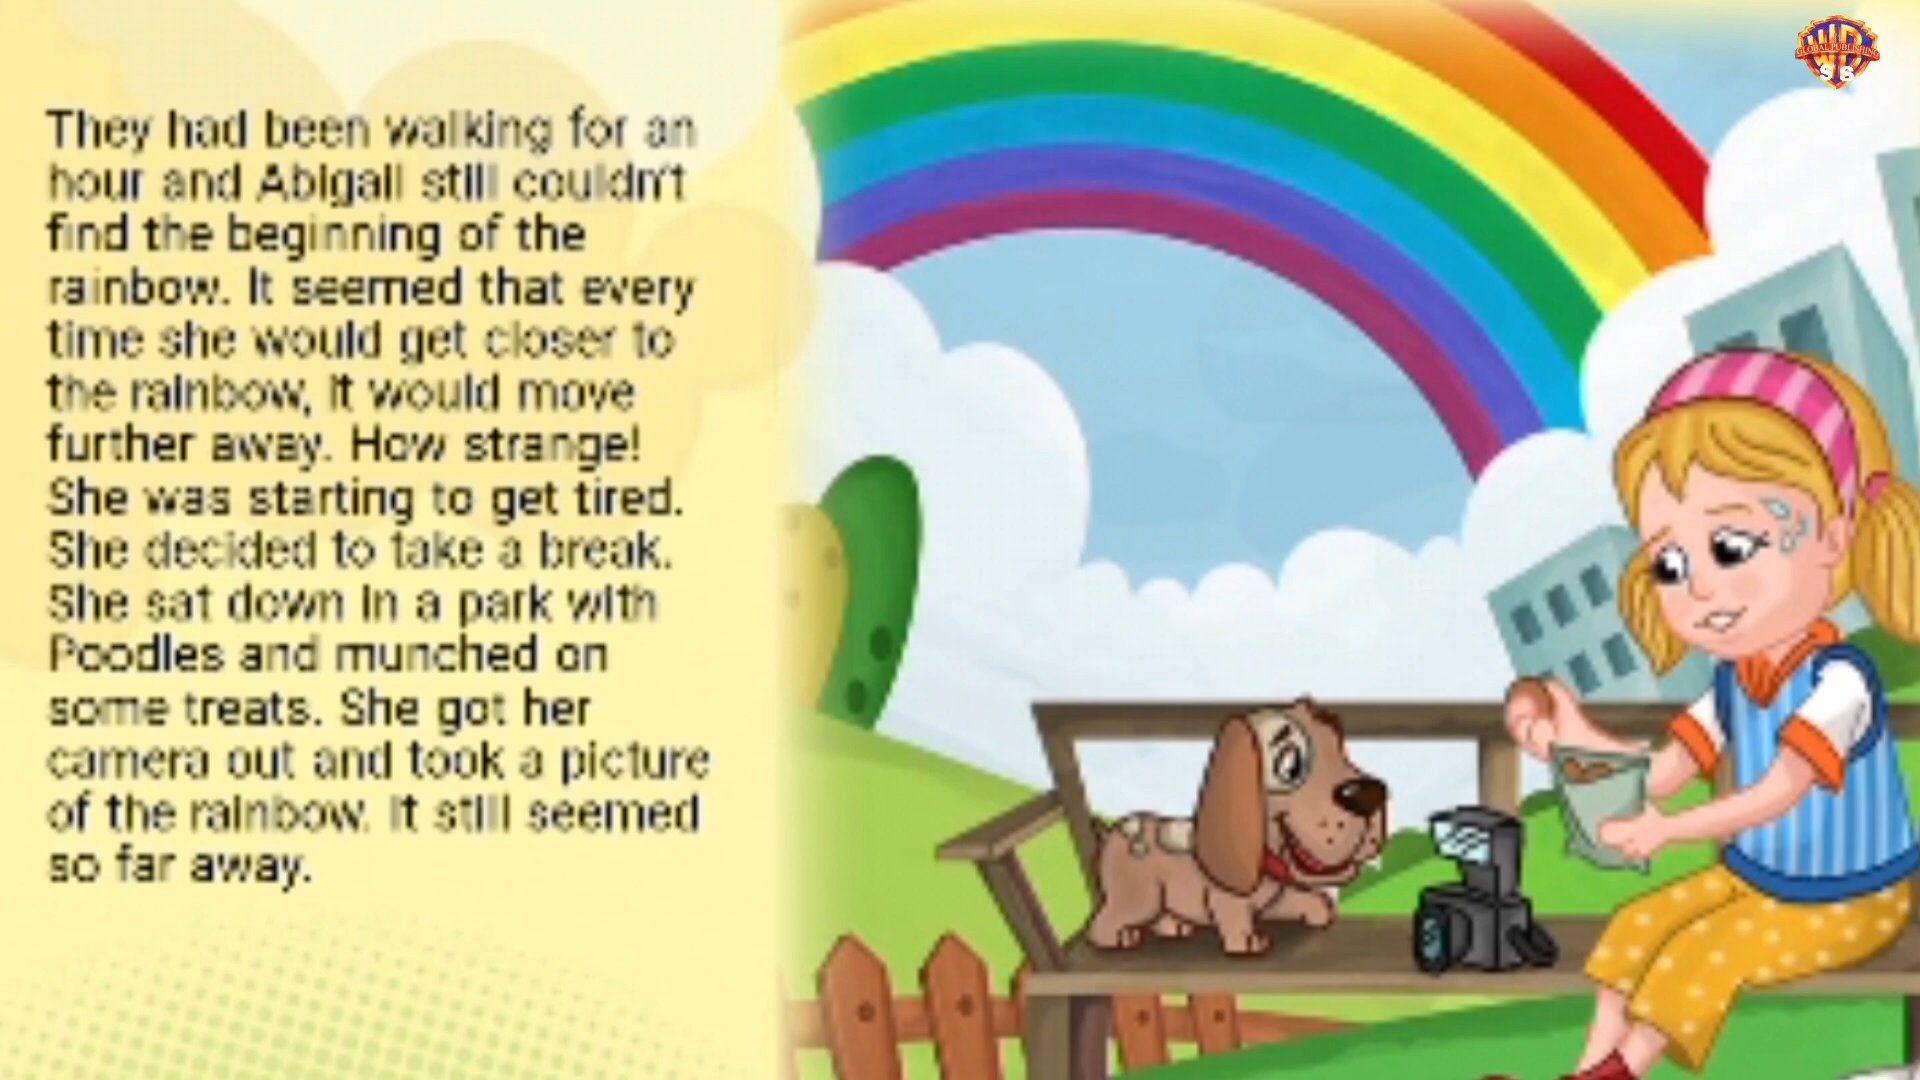 They had been walking for an
hour and Abigail still couldn't
find the beginning of the
rainbow. It seemed that every
time she would get closer to
the rainbow, it would move
further away. How strange!
She was starting to get tired.
She decided to take a break.
She sat down in a park with
Poodles and munched on
some treats. She got her
camera out and took a picture
of the rainbow. It still seemed
so far away.
GLOBAL PUBLISHING
S S